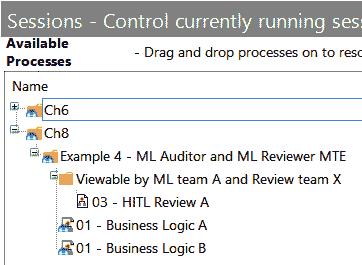 Sessions - Control currently running ses
Available
Processes
- Drag and drop processes on to reso
Name
Ch6
Ch8
Example 4 - ML Auditor and ML Reviewer MTE
Viewable by ML team A and Review team X
03 - HITL Review A
01 - Business Logic A
01 - Business Logic B